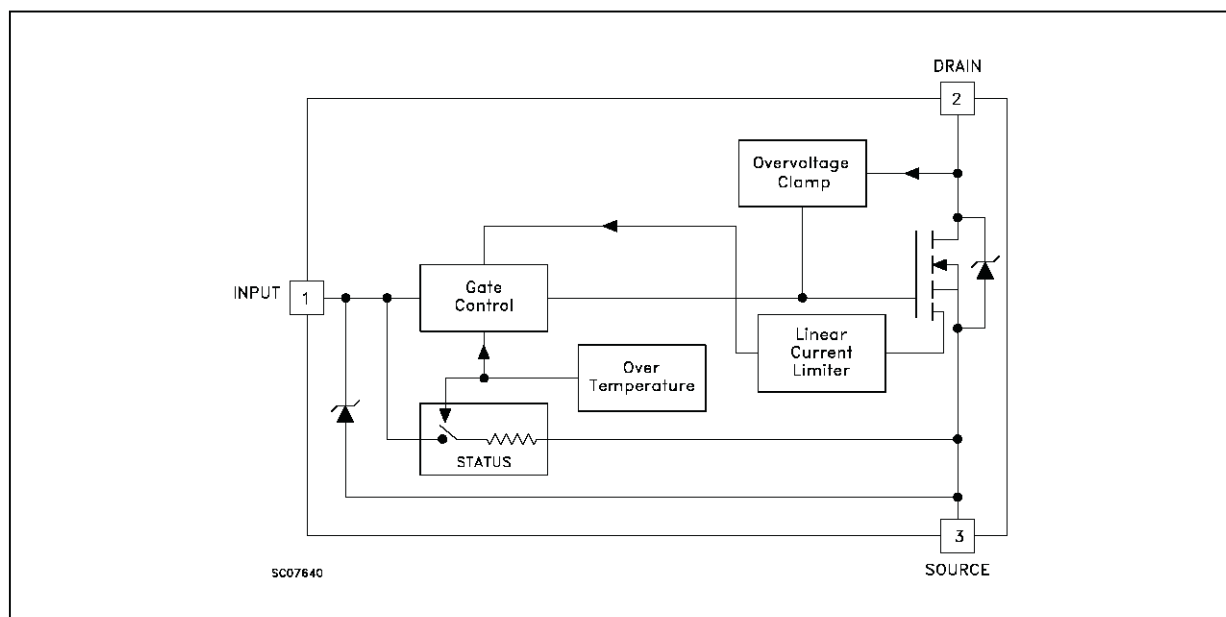 DRAIN
2
Overvoltage
Clamp
INPUT
1
Gate
Control
Linear
Current
Limiter
Over
Temperature
STATUS
3
SOURCE
SC07640